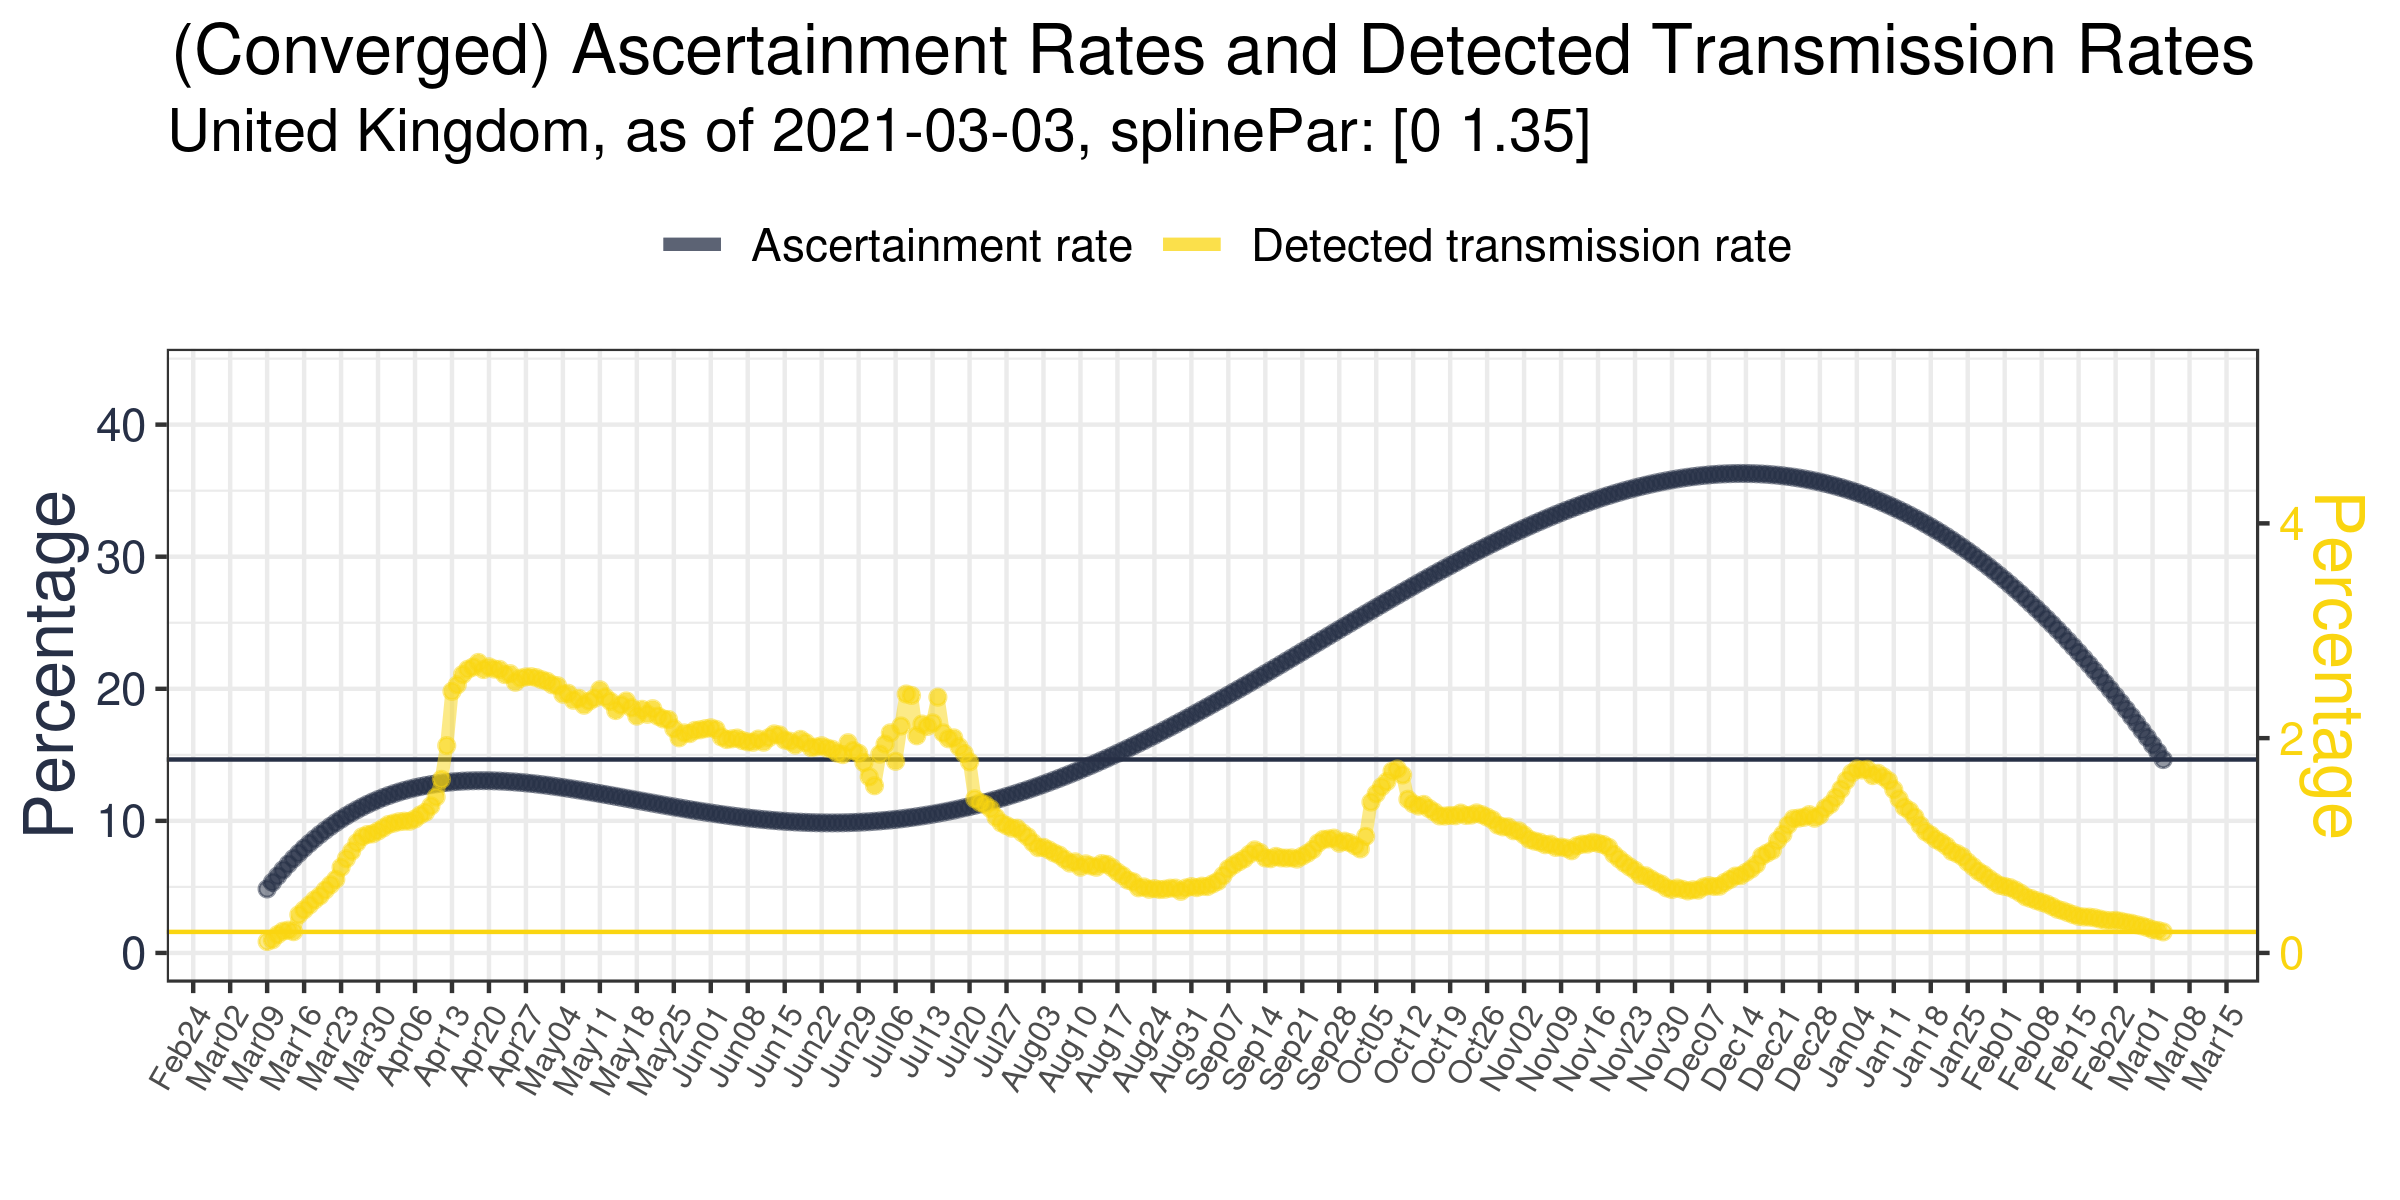 (Converged) Ascertainment Rates and Detected Transmission Rates
United Kingdom, as of 2021-03-03, splinePar: [0 1.35]
Ascertainment rate Detected transmission rate
Percentage
40
30
20
10
0
4
2
0
Percentage
Feb24 Mar02 Mar09 Mar16 Mar23 Mar30 Apr06 Apr13 Apr20 Apr27 May04 May11 May18 May25 Jun01 Jun08 Jun15 Jun22 Jun29 Jul06 Jul13 Jul20 Jul27 Aug03 Aug10 Aug17 Aug24 Aug31 Sep07 Sep14 Sep21 Sep28 Oct05 Oct12 Oct19 Oct26 Nov02 Nov09 Nov16 Nov23 Nov30 Dec07 Dec14 Dec21 Dec28 Jan04 Jan11 Jan18 Jan25 Feb01 Feb08 Feb15 Feb22 Mar01 Mar08 Mar15